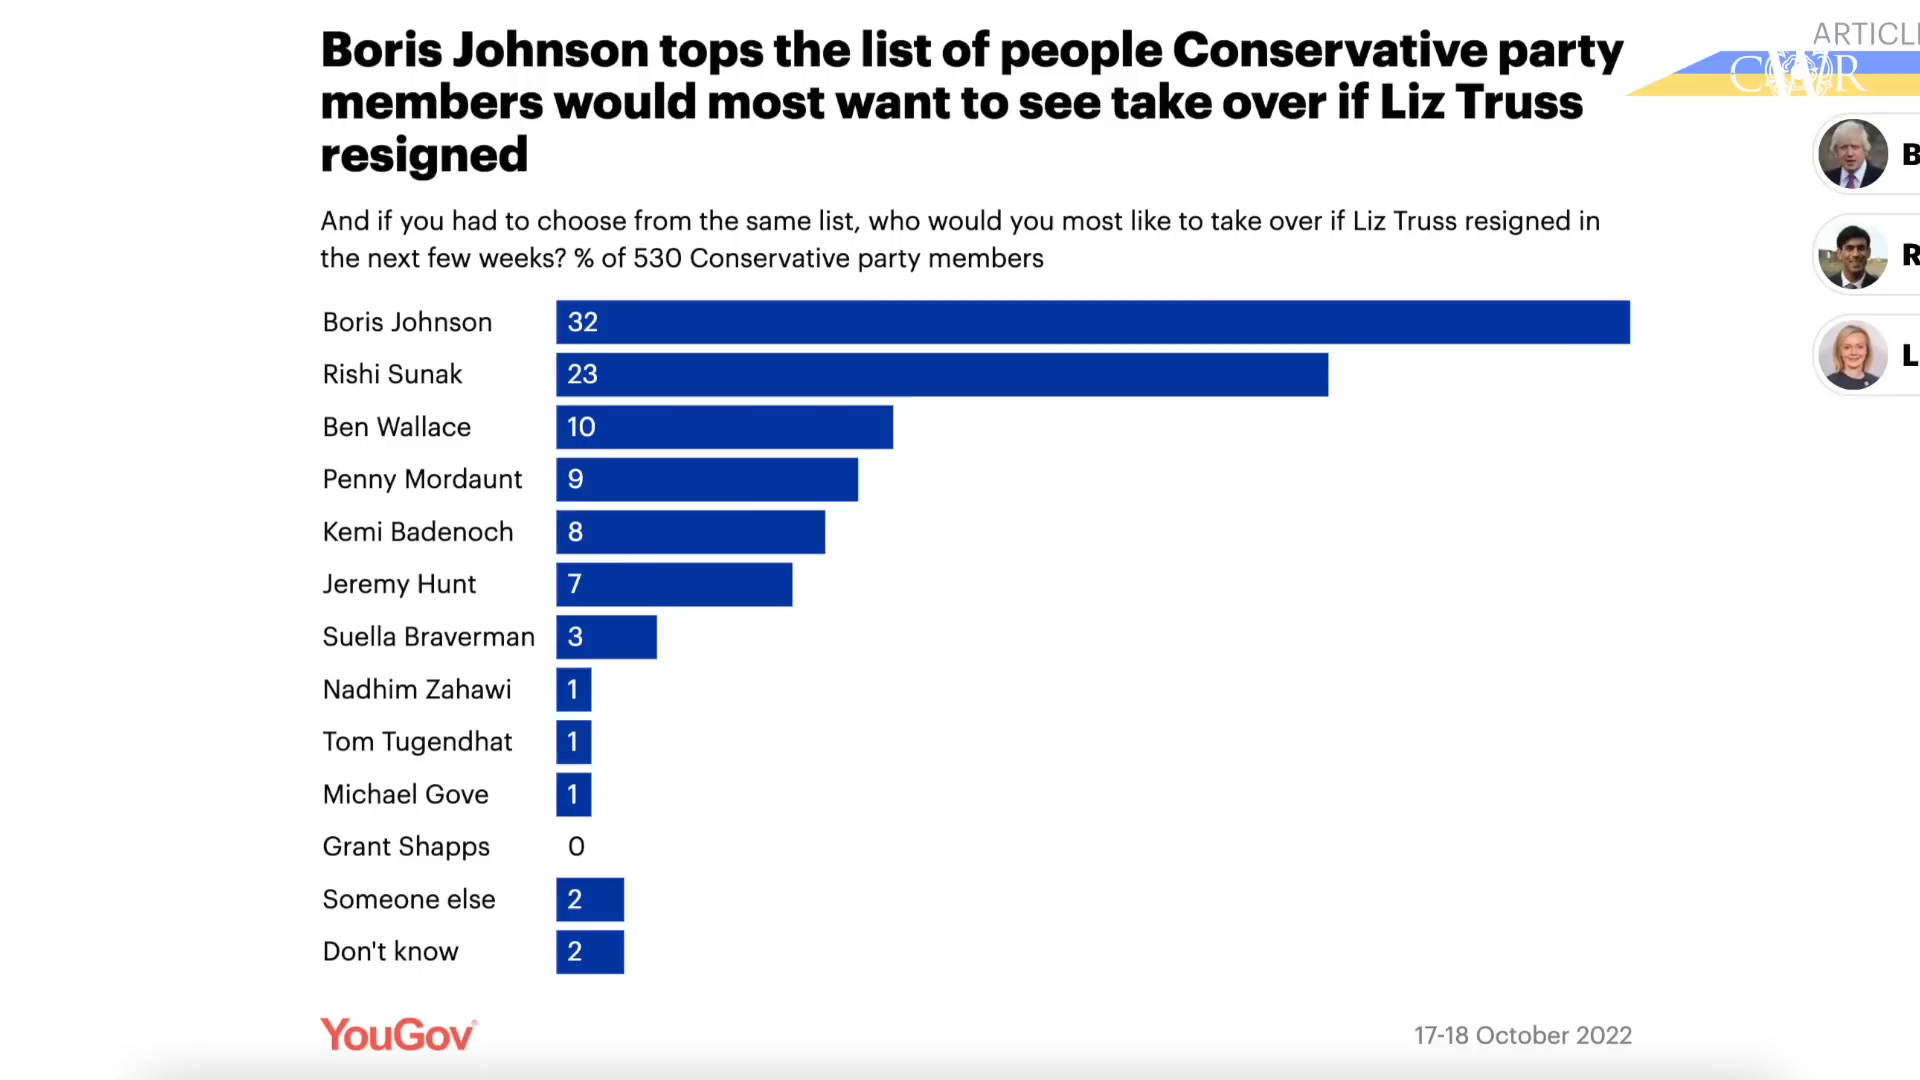 Boris Johnson tops the list of people Conservative party
members would most want to see take over if Liz Truss
resigned
And if you had to choose from the same list, who would you most like to take over if Liz Truss resigned in
the next few weeks? % of 530 Conservative party members
Boris Johnson 32
Rishi Sunak 23
Ben Wallace 10
Penny Mordaunt 9
Kemi Badenoch 8
Jeremy Hunt 7
Suella Braverman 3
Nadhim Zahawi 1
Tom Tugendhat 1
Michael Gove 1
Grant Shapps 0
Someone else 2
Don't know 2
YouGov
17-18 October 2022
B
R
L